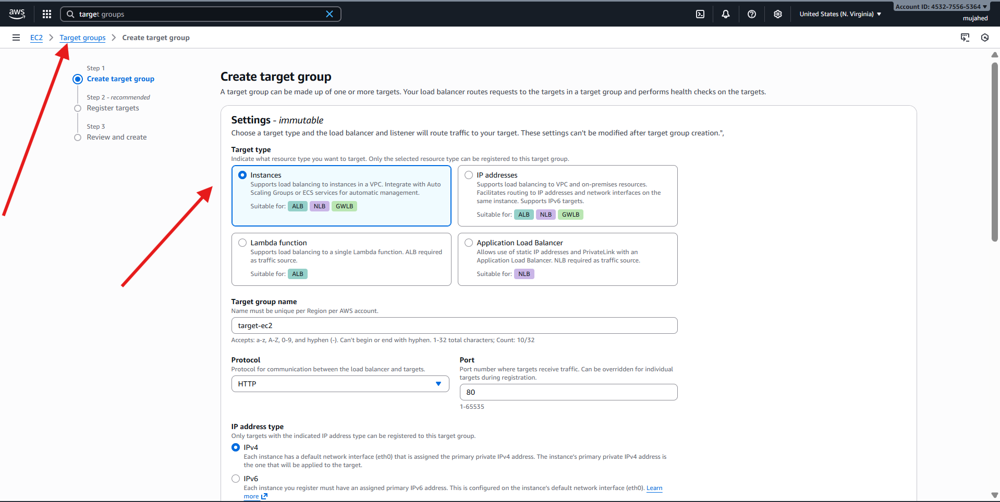 aws
target groups
United States (N. Virginia)
Account ID: 4532-7556-5364
mujahed
EC2 > Target groups > Create target group
Step 1
Create target group
Step 2 - recommended
Register targets
Step 3
Review and create
Create target group
A target group can be made up of one or more targets. Your load balancer routes requests to the targets in a target group and performs health checks on the targets.
Settings - immutable
Choose a target type and the load balancer and listener will route traffic to your target. These settings can't be modified after target group creation.",
Target type
Indicate what resource type you want to target. Only the selected resource type can be registered to this target group.
Instances
Supports load balancing to instances in a VPC. Integrate with Auto
Scaling Groups or ECS services for automatic management.
Suitable for: ALB NLB GWLB
IP addresses
Supports load balancing to VPC and on-premises resources.
Facilitates routing to IP addresses and network interfaces on the
same instance. Supports IPv6 targets.
Suitable for: ALB NLB GWLB
Lambda function
Supports load balancing to a single Lambda function. ALB required
as traffic source.
Suitable for: ALB
Application Load Balancer
Allows use of static IP addresses and PrivateLink with an
Application Load Balancer. NLB required as traffic source.
Suitable for: NLB
Target group name
Name must be unique per Region per AWS account.
target-ec2
Accepts: a-z, A-Z, 0-9, and hyphen (-). Can't begin or end with hyphen. 1-32 total characters; Count: 10/32
Protocol
Protocol for communication between the load balancer and targets.
HTTP
Port
Port number where targets receive traffic. Can be overridden for individual
targets during registration.
80
1-65535
IP address type
Only targets with the indicated IP address type can be registered to this target group.
IPv4
Each instance has a default network interface (eth0) that is assigned the primary private IPv4 address. The instance's primary private IPv4 address is
the one that will be applied to the target.
IPv6
Each instance you register must have an assigned primary IPv6 address. This is configured on the instance's default network interface (eth0). Learn
more